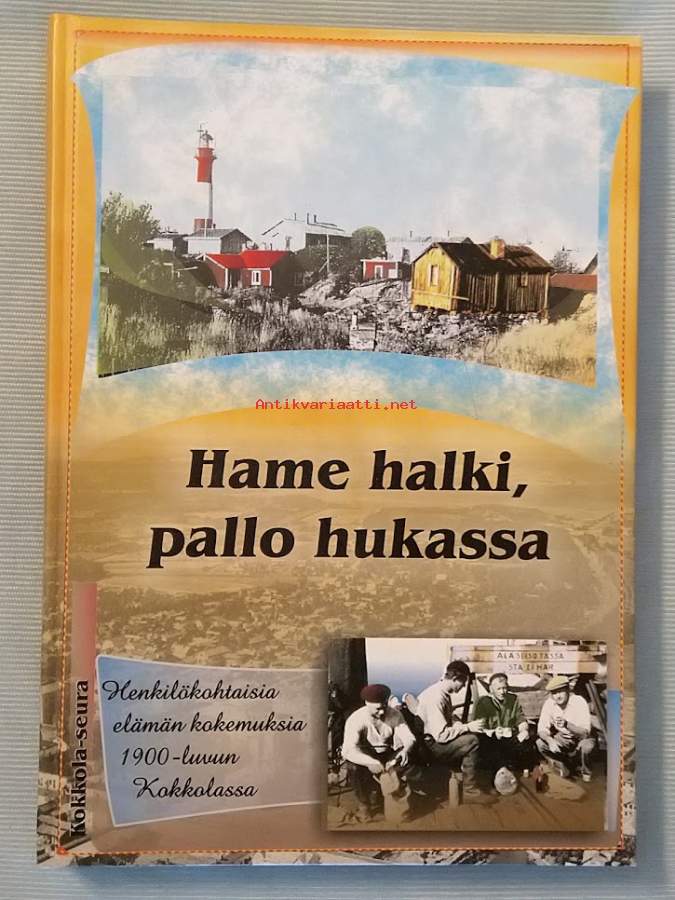 Antikvariaatti.net
Hame halki,
pallo hukassa
ÄLÄ SEISO TÄSSÄ
STÅ EJ HÄR
Henkilökohtaisia
elämän kokemuksia
1900-luvun
Kokkolassa
Kokkola-seura